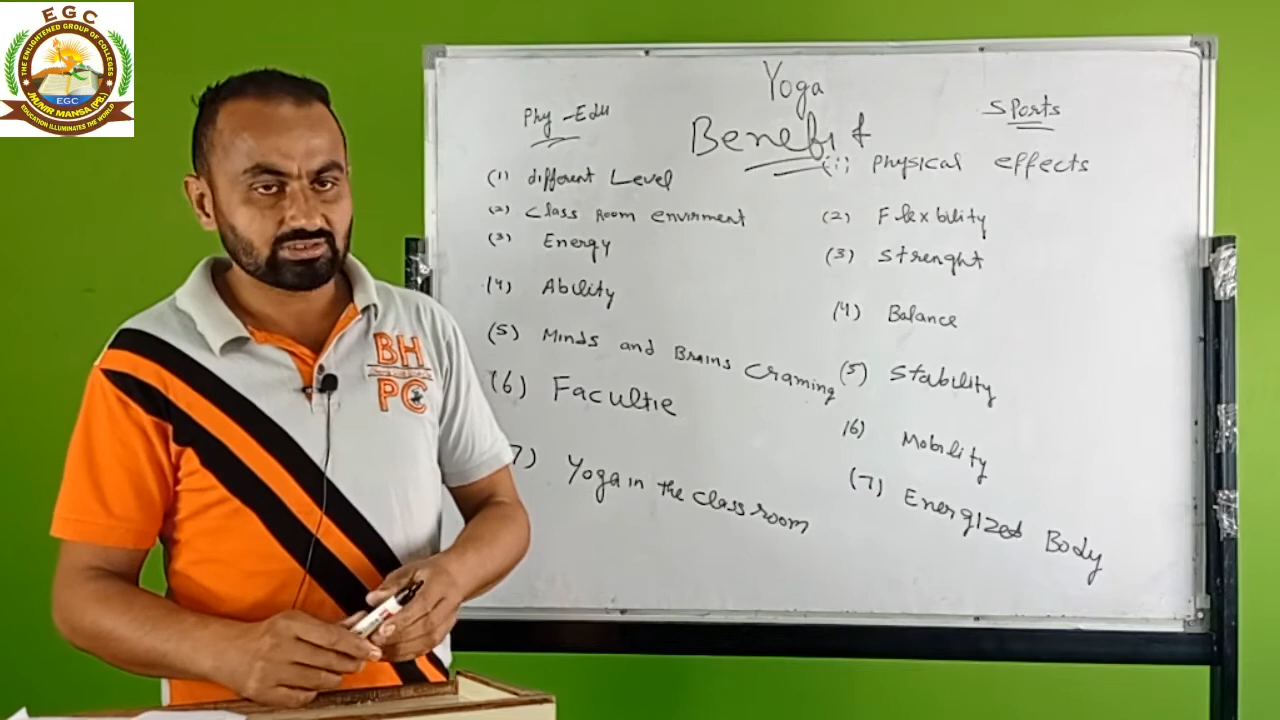 EGC
THE ENLIGHTENED GROUP OF COLLEGES
EGC
JHUNIR MANSA (PB.)
EDUCATION ILLUMINATES THE WORLD
Yoga
Benefit
Phy-Edu
(1) different Level
(2) Class Room envirment
(3) Energy
(4) Ability
(5) Minds and Brains Craming
(6) Facultie
7) Yoga in the class room
Sports
(1) Physical effects
(2) Flexbility
(3) Strenght
(4) Balance
(5) Stability
(6) Mobility
(7) Energized Body
BH
PC